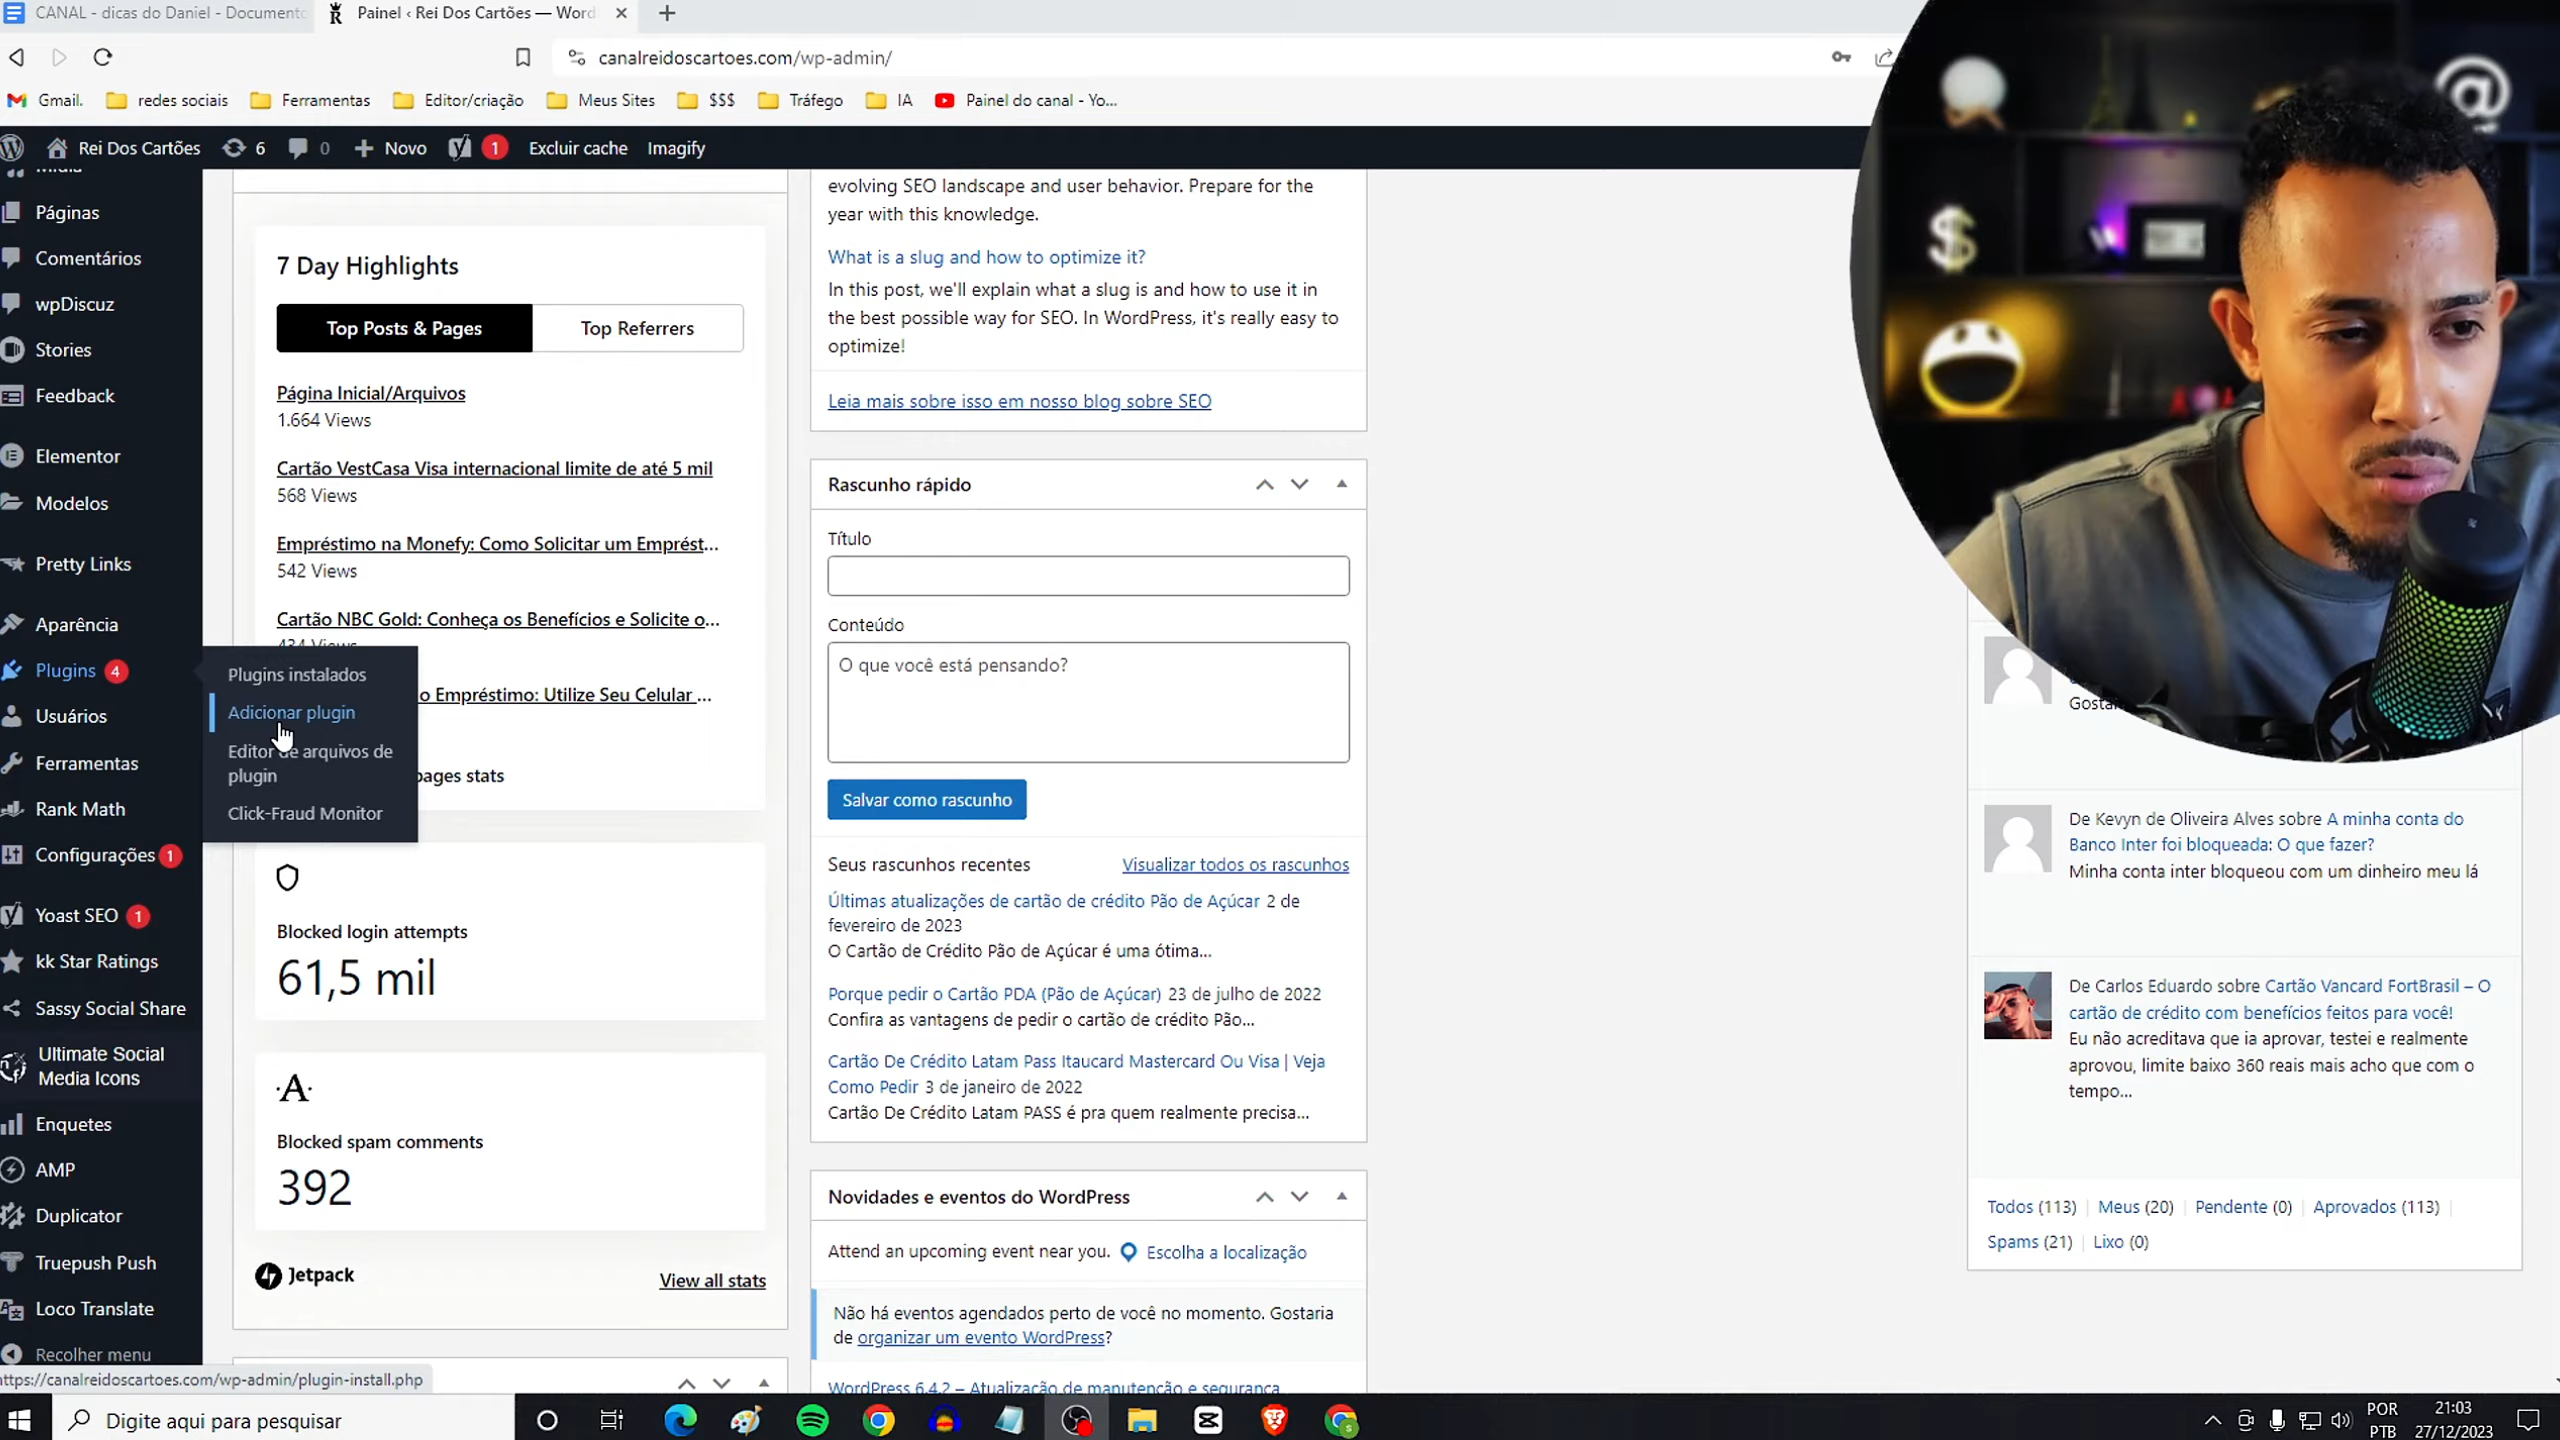 CANAL - dicas do Daniel - Documento
Painel ‹ Rei Dos Cartões — Word
canalreidoscartoes.com/wp-admin/
Gmail.
redes sociais
Ferramentas
Editor/criação
Meus Sites
$$$
Tráfego
IA
Painel do canal - Yo...
Rei Dos Cartões
6
0
Novo
1
Excluir cache
Imagify
Mídia
Páginas
Comentários
wpDiscuz
Stories
Feedback
Elementor
Modelos
Pretty Links
Aparência
Plugins 4
Usuários
Ferramentas
Rank Math
Configurações 1
Yoast SEO 1
kk Star Ratings
Sassy Social Share
Ultimate Social
Media Icons
Enquetes
AMP
Duplicator
Truepush Push
Loco Translate
Recolher menu
Plugins instalados
Adicionar plugin
Editor de arquivos de
plugin
Click-Fraud Monitor
7 Day Highlights
Top Posts & Pages
Top Referrers
Página Inicial/Arquivos
1.664 Views
Cartão VestCasa Visa internacional limite de até 5 mil
568 Views
Empréstimo na Monefy: Como Solicitar um Emprést...
542 Views
Cartão NBC Gold: Conheça os Benefícios e Solicite o...
434 Views
o Empréstimo: Utilize Seu Celular ...
pages stats
Blocked login attempts
61,5 mil
Blocked spam comments
392
Jetpack
View all stats
evolving SEO landscape and user behavior. Prepare for the
year with this knowledge.
What is a slug and how to optimize it?
In this post, we'll explain what a slug is and how to use it in
the best possible way for SEO. In WordPress, it's really easy to
optimize!
Leia mais sobre isso em nosso blog sobre SEO
Rascunho rápido
Título
Conteúdo
O que você está pensando?
Salvar como rascunho
Seus rascunhos recentes
Visualizar todos os rascunhos
Últimas atualizações de cartão de crédito Pão de Açúcar 2 de
fevereiro de 2023
O Cartão de Crédito Pão de Açúcar é uma ótima...
Porque pedir o Cartão PDA (Pão de Açúcar) 23 de julho de 2022
Confira as vantagens de pedir o cartão de crédito Pão...
Cartão De Crédito Latam Pass Itaucard Mastercard Ou Visa | Veja
Como Pedir 3 de janeiro de 2022
Cartão De Crédito Latam PASS é pra quem realmente precisa...
Novidades e eventos do WordPress
Attend an upcoming event near you.
Escolha a localização
Não há eventos agendados perto de você no momento. Gostaria
de organizar um evento WordPress?
WordPress 6.4.2 – Atualização de manutenção e segurança
@
$
De Kevyn de Oliveira Alves sobre A minha conta do
Banco Inter foi bloqueada: O que fazer?
Minha conta inter bloqueou com um dinheiro meu lá
De Carlos Eduardo sobre Cartão Vancard FortBrasil – O
cartão de crédito com benefícios feitos para você!
Eu não acreditava que ia aprovar, testei e realmente
aprovou, limite baixo 360 reais mais acho que com o
tempo...
Todos (113)
Meus (20)
Pendente (0)
Aprovados (113)
Spams (21)
Lixo (0)
https://canalreidoscartoes.com/wp-admin/plugin-install.php
Digite aqui para pesquisar
POR
PTB
21:03
27/12/2023